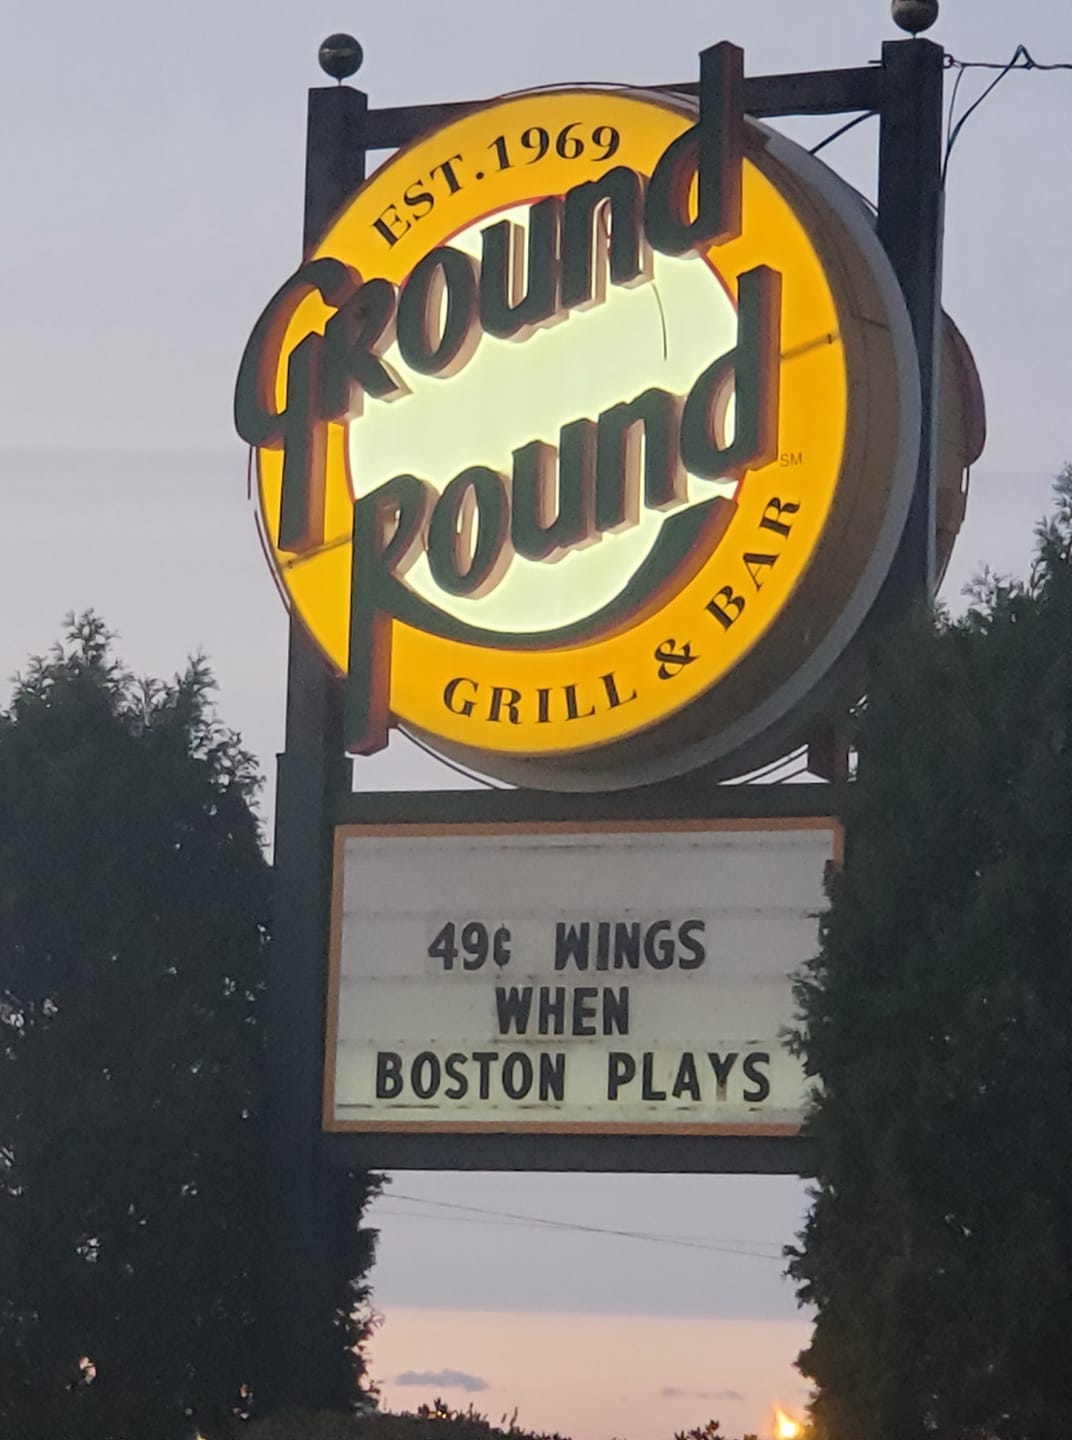 EST. 1969
Ground
Round
SM
GRILL & BAR
49¢ WINGS
WHEN
BOSTON PLAYS